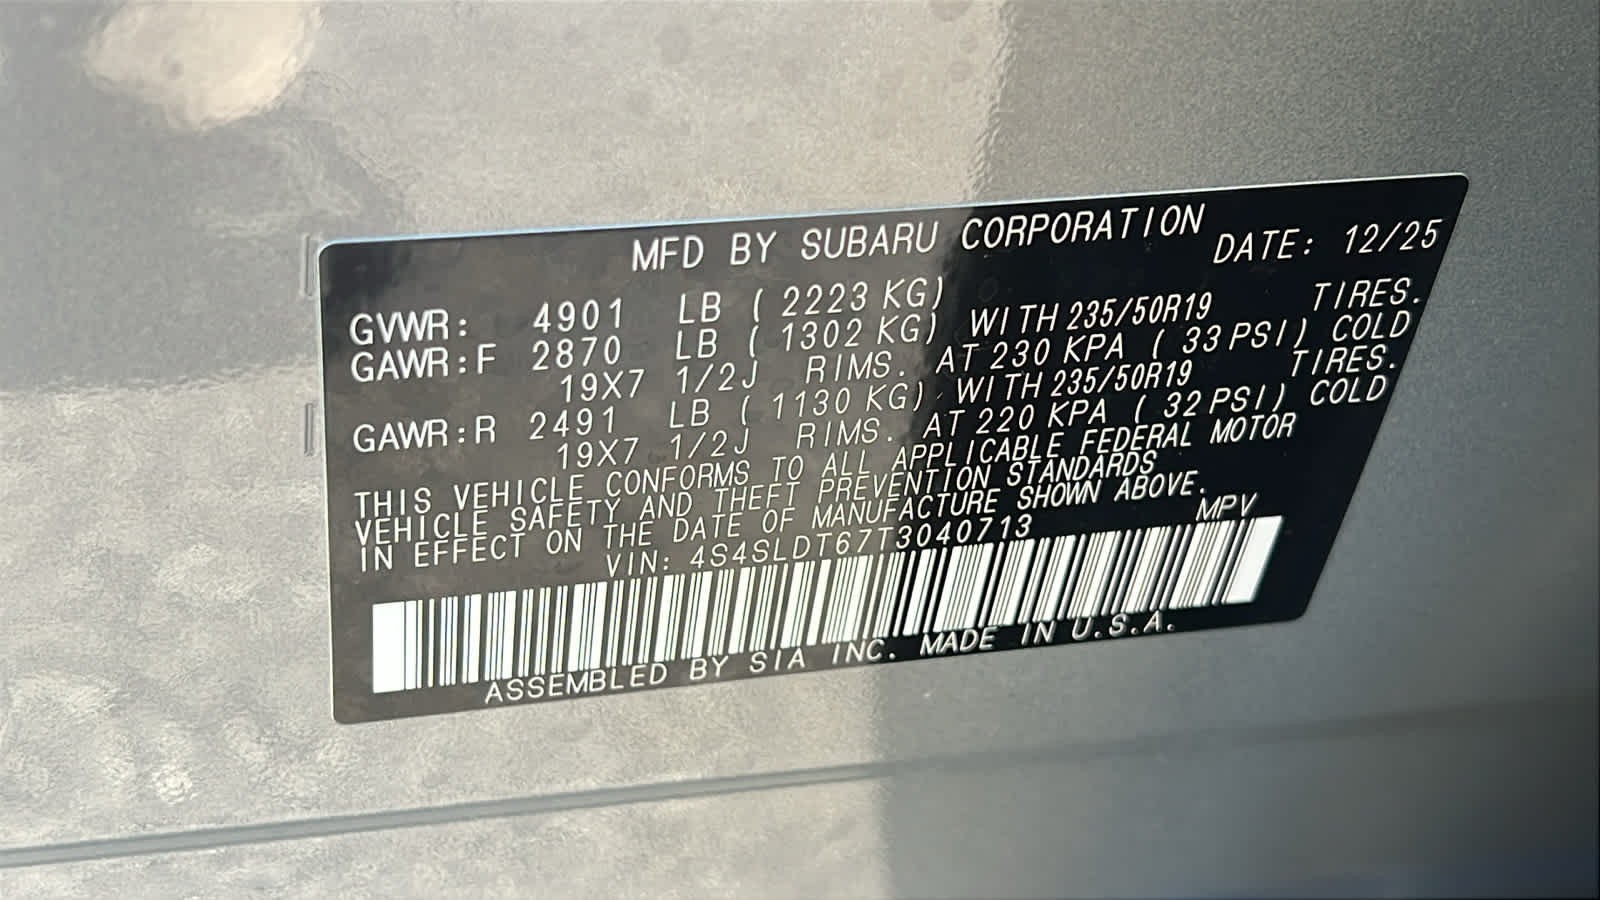 MFD BY SUBARU CORPORATION DATE: 12/25
GVWR: 4901 LB ( 2223 KG)
GAWR:F 2870 LB ( 1302 KG) WITH 235/50R19 TIRES.
19X7 1/2J RIMS. AT 230 KPA ( 33 PSI) COLD
GAWR:R 2491 LB ( 1130 KG) WITH 235/50R19 TIRES.
19X7 1/2J RIMS. AT 220 KPA ( 32 PSI) COLD
THIS VEHICLE CONFORMS TO ALL APPLICABLE FEDERAL MOTOR
VEHICLE SAFETY AND THEFT PREVENTION STANDARDS
IN EFFECT ON THE DATE OF MANUFACTURE SHOWN ABOVE.
VIN: 4S4SLDT67T3040713 MPV
ASSEMBLED BY SIA INC. MADE IN U.S.A.